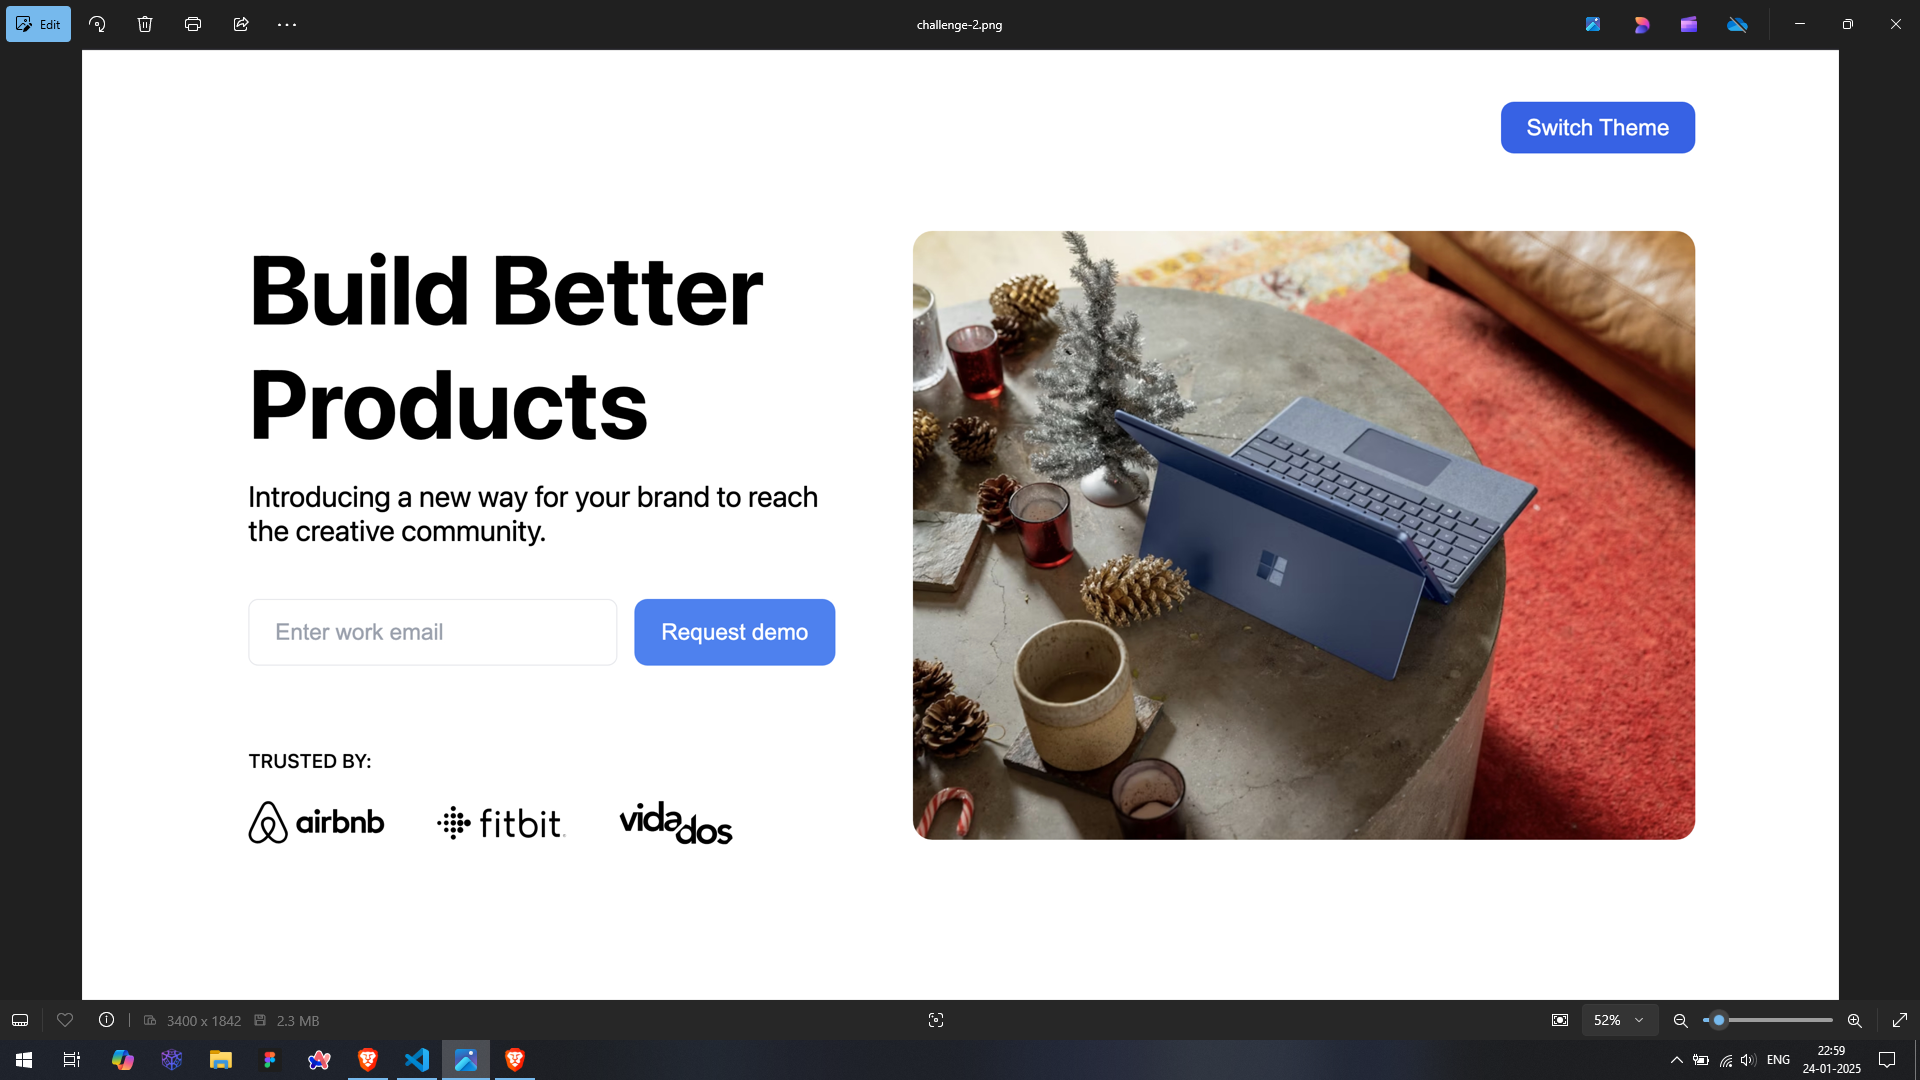 Edit
challenge-2.png
Switch Theme
Build Better
Products
Introducing a new way for your brand to reach
the creative community.
Enter work email
Request demo
TRUSTED BY:
airbnb
fitbit
vidados
3400 x 1842
2.3 MB
52%
ENG
22:59
24-01-2025